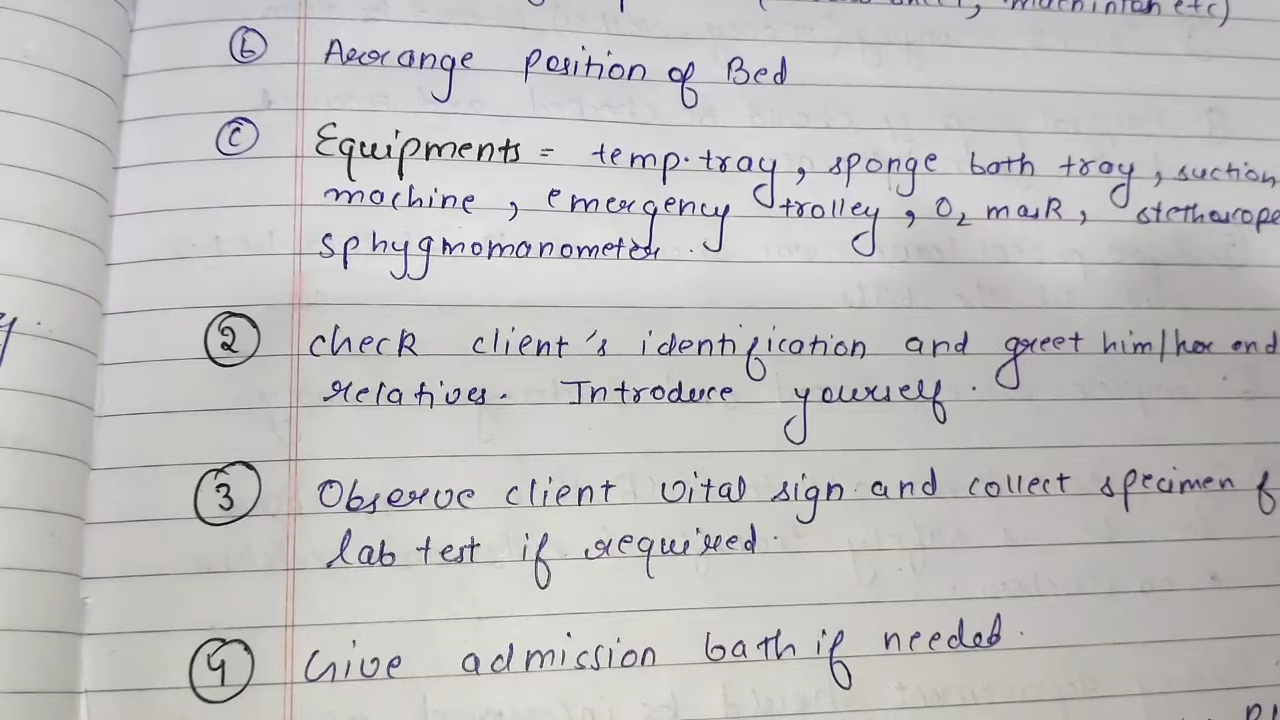 machintoh etc)
(b) Arrange position of Bed
(c) Equipments = temp. tray, sponge bath tray, suction
machine, emergency trolley, O₂ mask, stethoscope
sphygmomanometer.
(2) check client's identification and greet him/her and
relatives. Introduce yourself.
(3) Observe client vital sign and collect specimen f
lab test if required.
(4) Give admission bath if needed.